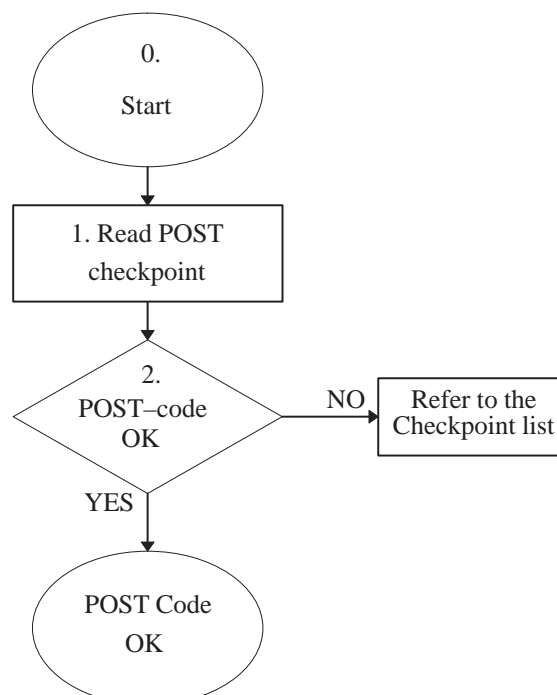 0.
Start
1. Read POST
checkpoint
2.
POST–code
OK
NO
Refer to the
Checkpoint list
YES
POST Code
OK